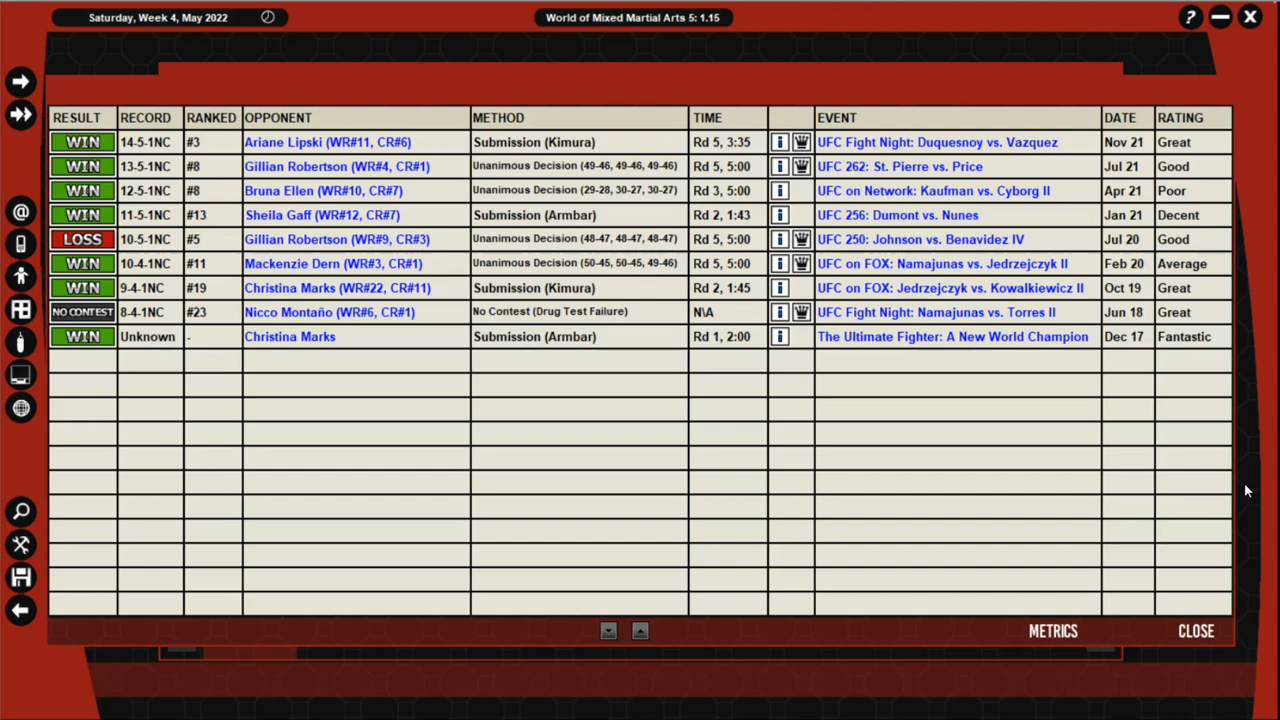 Saturday, Week 4, May 2022 World of Mixed Martial Arts 5: 1.15 ? X
RESULT RECORD RANKED OPPONENT METHOD TIME EVENT DATE RATING
WIN 14-5-1NC #3 Ariane Lipski (WR#11, CR#6) Submission (Kimura) Rd 5, 3:35 i UFC Fight Night: Duquesnoy vs. Vazquez Nov 21 Great
WIN 13-5-1NC #8 Gillian Robertson (WR#4, CR#1) Unanimous Decision (49-46, 49-46, 49-46) Rd 5, 5:00 i UFC 262: St. Pierre vs. Price Jul 21 Good
WIN 12-5-1NC #8 Bruna Ellen (WR#10, CR#7) Unanimous Decision (29-28, 30-27, 30-27) Rd 3, 5:00 i UFC on Network: Kaufman vs. Cyborg II Apr 21 Poor
WIN 11-5-1NC #13 Sheila Gaff (WR#12, CR#7) Submission (Armbar) Rd 2, 1:43 i UFC 256: Dumont vs. Nunes Jan 21 Decent
LOSS 10-5-1NC #5 Gillian Robertson (WR#9, CR#3) Unanimous Decision (48-47, 48-47, 48-47) Rd 5, 5:00 i UFC 250: Johnson vs. Benavidez IV Jul 20 Good
WIN 10-4-1NC #11 Mackenzie Dern (WR#3, CR#1) Unanimous Decision (50-45, 50-45, 49-46) Rd 5, 5:00 i UFC on FOX: Namajunas vs. Jedrzejczyk II Feb 20 Average
WIN 9-4-1NC #19 Christina Marks (WR#22, CR#11) Submission (Kimura) Rd 2, 1:45 i UFC on FOX: Jedrzejczyk vs. Kowalkiewicz II Oct 19 Great
NO CONTEST 8-4-1NC #23 Nicco Montaño (WR#6, CR#1) No Contest (Drug Test Failure) N\A i UFC Fight Night: Namajunas vs. Torres II Jun 18 Great
WIN Unknown - Christina Marks Submission (Armbar) Rd 1, 2:00 i The Ultimate Fighter: A New World Champion Dec 17 Fantastic
METRICS CLOSE